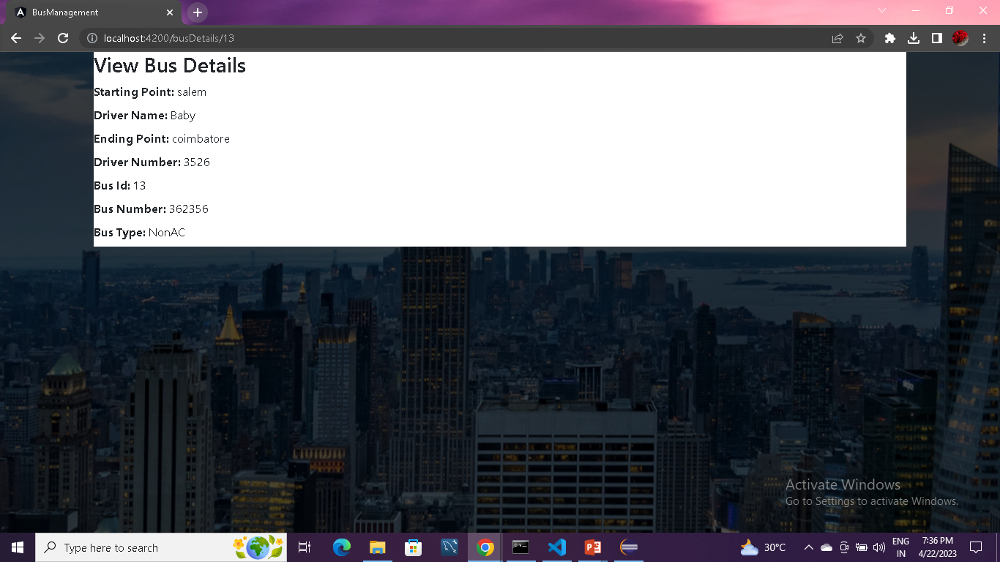 BusManagement
localhost:4200/busDetails/13
View Bus Details
Starting Point: salem
Driver Name: Baby
Ending Point: coimbatore
Driver Number: 3526
Bus Id: 13
Bus Number: 362356
Bus Type: NonAC
Activate Windows
Go to Settings to activate Windows.
Type here to search
30°C
ENG
IN
7:36 PM
4/22/2023